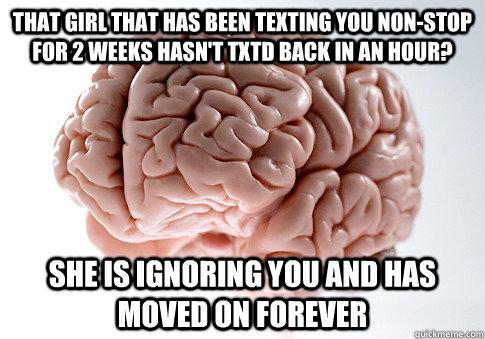 THAT GIRL THAT HAS BEEN TEXTING YOU NON-STOP
FOR 2 WEEKS HASN'T TXTD BACK IN AN HOUR?
SHE IS IGNORING YOU AND HAS
MOVED ON FOREVER
quickmeme.com